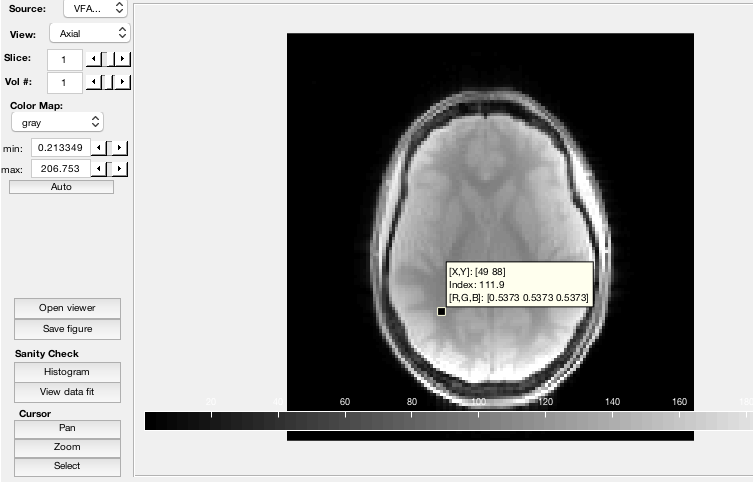 Source: VFA...
View: Axial
Slice: 1
Vol #: 1
Color Map:
gray
min: 0.213349
max: 206.753
Auto
[X,Y]: [49 88]
Index: 111.9
[R,G,B]: [0.5373 0.5373 0.5373]
Open viewer
Save figure
Sanity Check
Histogram
View data fit
20 40 60 80 100 120 140 160
Cursor
Pan
Zoom
Select